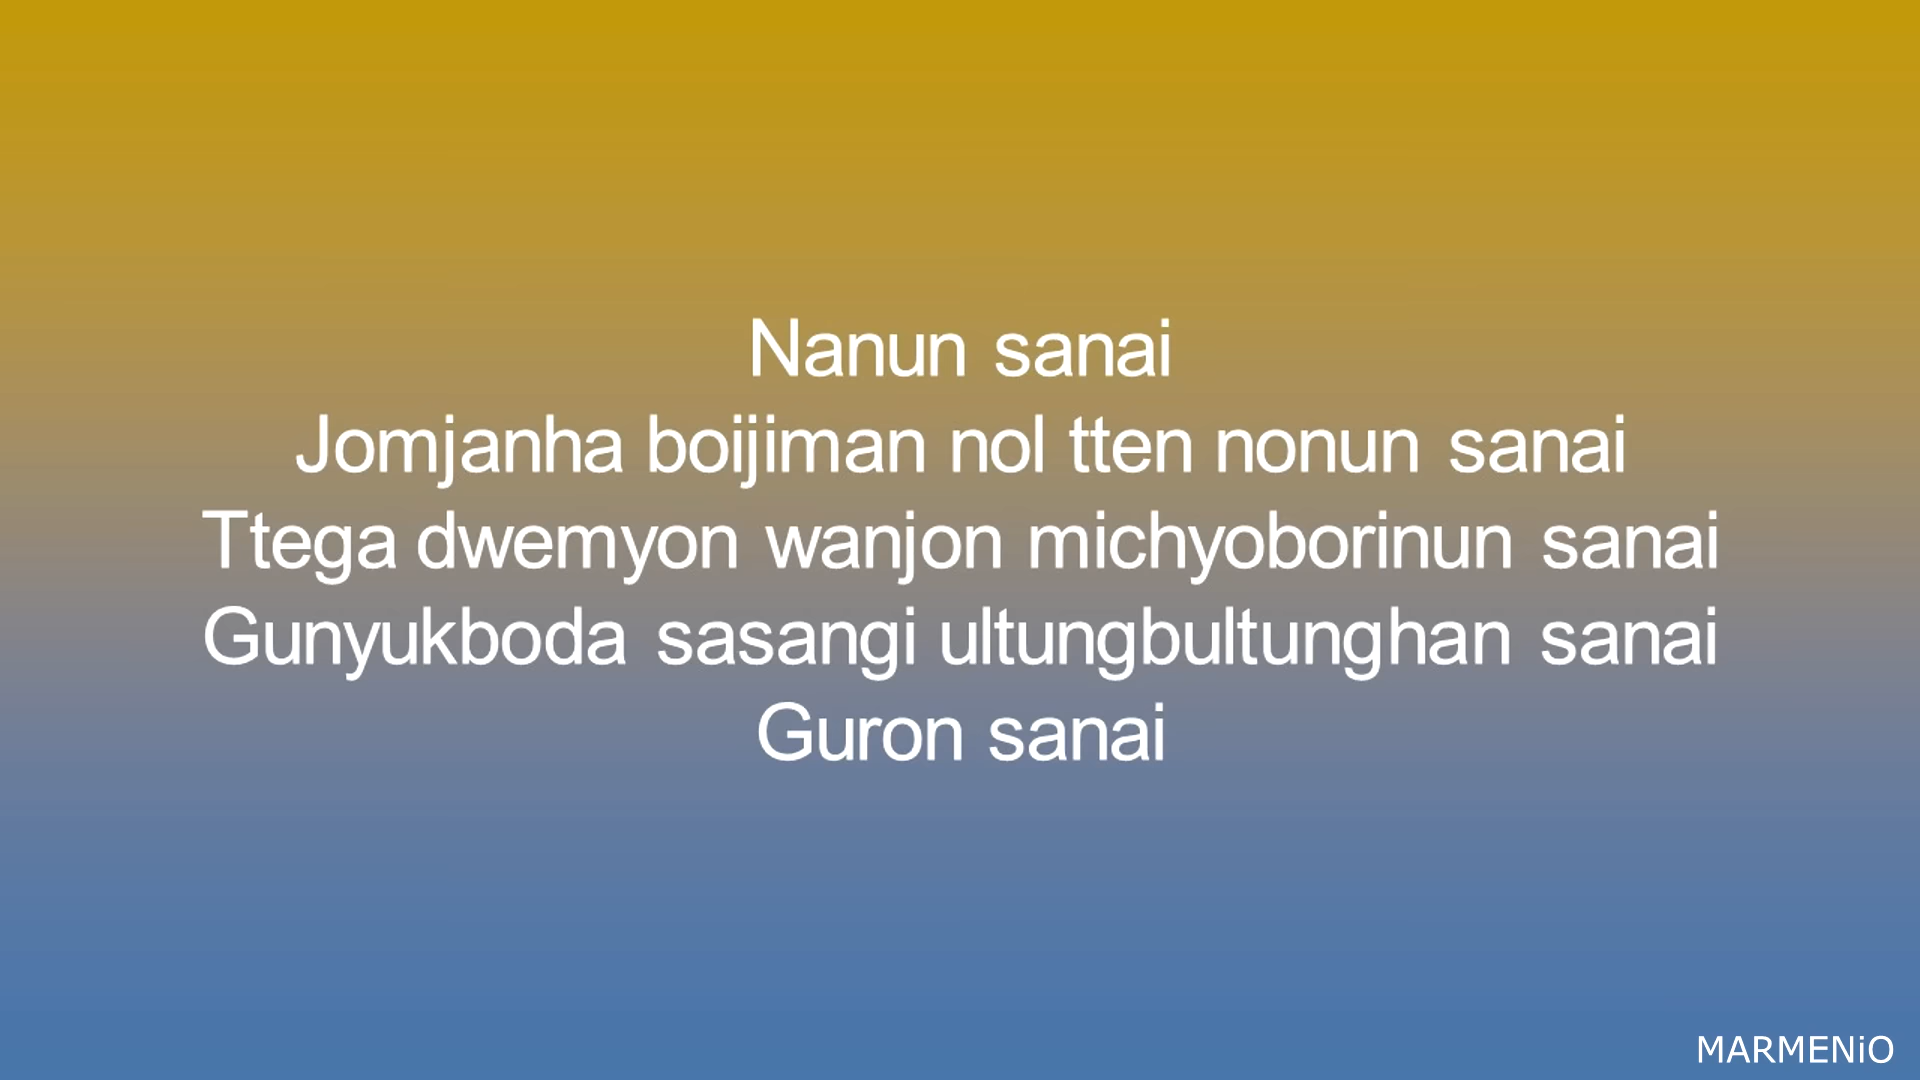 Nanun sanai
Jomjanha boijiman nol tten nonun sanai
Ttega dwemyon wanjon michyoborinun sanai
Gunyukboda sasangi ultungbultunghan sanai
Guron sanai
MARMENiO